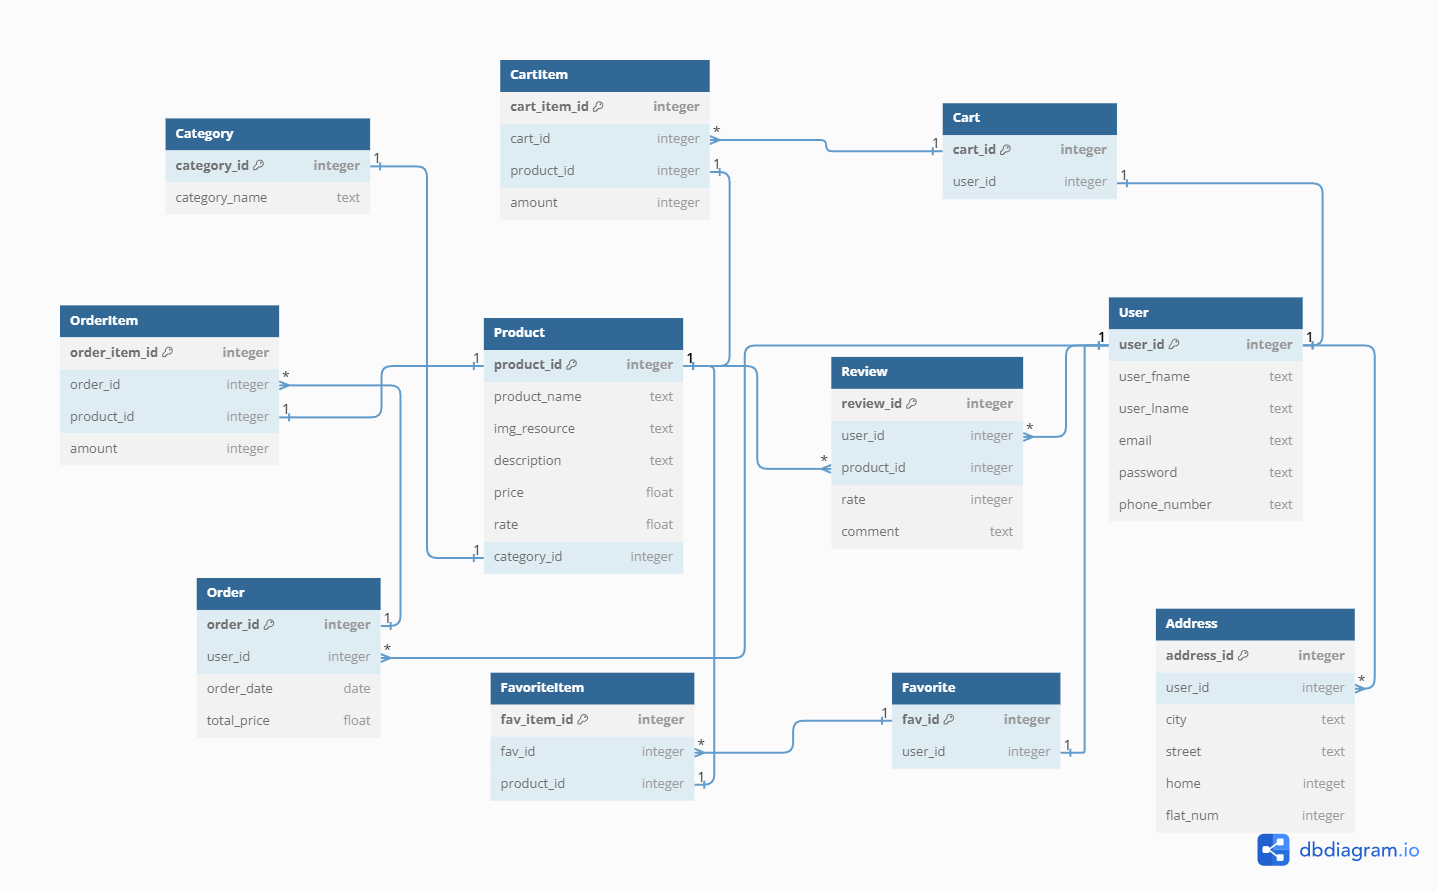 CartItem
cart_item_id integer
cart_id integer
product_id integer
amount integer
Cart
cart_id integer
user_id integer
Category
category_id integer
category_name text
OrderItem
order_item_id integer
order_id integer
product_id integer
amount integer
Product
product_id integer
product_name text
img_resource text
description text
price float
rate float
category_id integer
Review
review_id integer
user_id integer
product_id integer
rate integer
comment text
User
user_id integer
user_fname text
user_lname text
email text
password text
phone_number text
Order
order_id integer
user_id integer
order_date date
total_price float
FavoriteItem
fav_item_id integer
fav_id integer
product_id integer
Favorite
fav_id integer
user_id integer
Address
address_id integer
user_id integer
city text
street text
home integet
flat_num integer
* 1
1 1
1
* 1
1 1
1 1
* *
1 1
* 1
* 1
1 1
*
dbdiagram.io